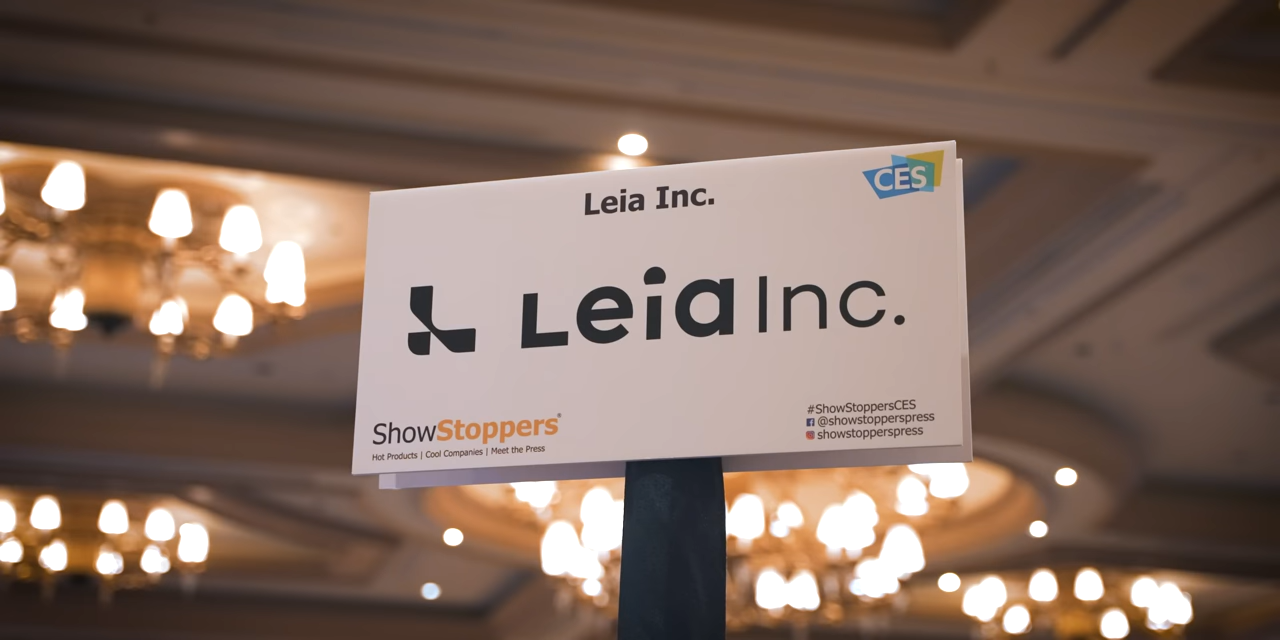 Leia Inc.
CES
Leia Inc.
ShowStoppers®
Hot Products | Cool Companies | Meet the Press
#ShowStoppersCES
@showstopperspress
showstopperspress